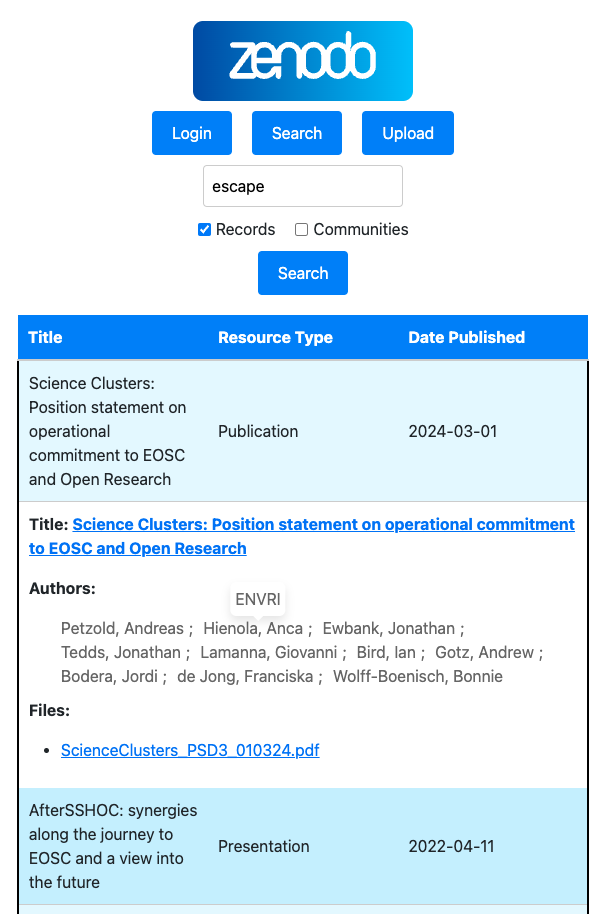 zenodo
Login Search Upload
escape
Records Communities
Search
Title Resource Type Date Published
Science Clusters:
Position statement on
operational
commitment to EOSC
and Open Research
Publication
2024-03-01
Title: Science Clusters: Position statement on operational commitment
to EOSC and Open Research
Authors:
ENVRI
Petzold, Andreas ; Hienola, Anca ; Ewbank, Jonathan ;
Tedds, Jonathan ; Lamanna, Giovanni ; Bird, Ian ; Gotz, Andrew ;
Bodera, Jordi ; de Jong, Franciska ; Wolff-Boenisch, Bonnie
Files:
• ScienceClusters_PSD3_010324.pdf
AfterSSHOC: synergies
along the journey to
EOSC and a view into
the future
Presentation
2022-04-11